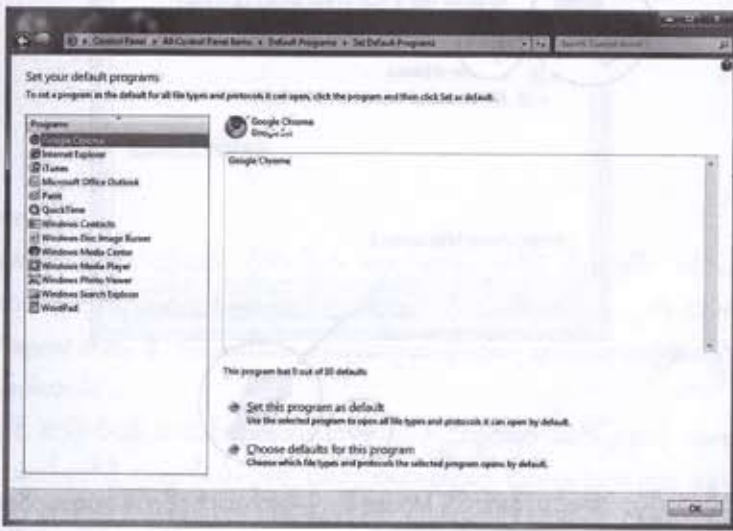 Control Panel ▸ All Control Panel Items ▸ Default Programs ▸ Set Default Programs
Set your default programs
To set a program as the default for all file types and protocols it can open, click the program and then click Set as default.
Programs
Google Chrome
Internet Explorer
iTunes
Microsoft Office Outlook
Paint
QuickTime
Windows Contacts
Windows Disc Image Burner
Windows Media Center
Windows Media Player
Windows Photo Viewer
Windows Search Explorer
WordPad
Google Chrome
Google
Google Chrome
This program has 0 out of 10 defaults
Set this program as default
Use the selected program to open all file types and protocols it can open by default.
Choose defaults for this program
Choose which file types and protocols the selected program opens by default.
OK